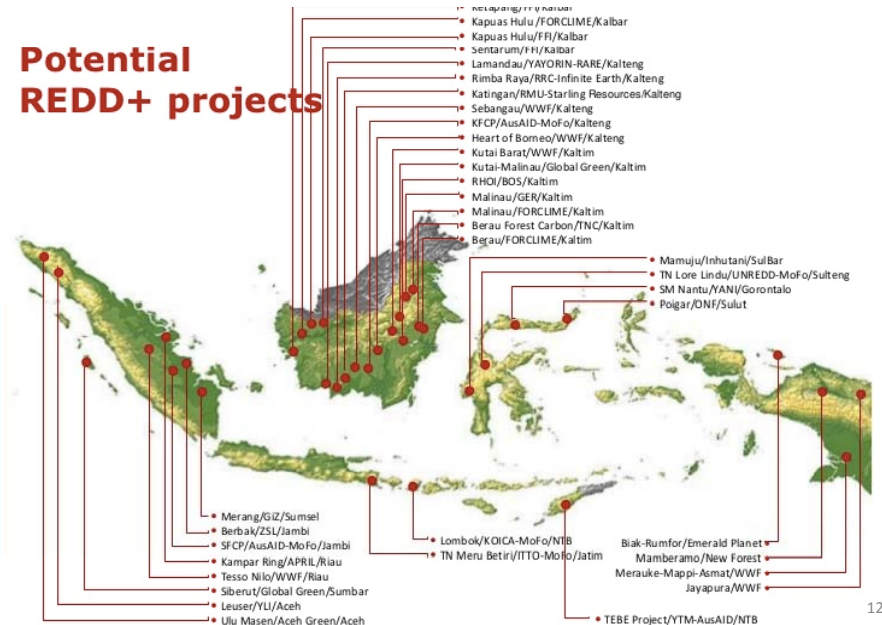 Potential
REDD+ projects
Ketapang/FFI/Kalbar
Kapuas Hulu /FORCLIME/Kalbar
Kapuas Hulu/FFI/Kalbar
Sentarum/FFI/Kalbar
Lamandau/YAYORIN-RARE/Kalteng
Rimba Raya/RRC-Infinite Earth/Kalteng
Katingan/RMU-Starling Resources/Kalteng
Sebangau/WWF/Kalteng
KFCP/AusAID-MoFo/Kalteng
Heart of Borneo/WWF/Kalteng
Kutai Barat/WWF/Kaltim
Kutai-Malinau/Global Green/Kaltim
RHOI/BOS/Kaltim
Malinau/GER/Kaltim
Malinau/FORCLIME/Kaltim
Berau Forest Carbon/TNC/Kaltim
Berau/FORCLIME/Kaltim
Mamuju/Inhutani/SulBar
TN Lore Lindu/UNREDD-MoFo/Sulteng
SM Nantu/YANI/Gorontalo
Poigar/ONF/Sulut
Merang/GiZ/Sumsel
Berbak/ZSL/Jambi
SFCP/AusAID-MoFo/Jambi
Kampar Ring/APRIL/Riau
Tesso Nilo/WWF/Riau
Siberut/Global Green/Sumbar
Leuser/YLI/Aceh
Ulu Masen/Aceh Green/Aceh
Lombok/KOICA-MoFo/NTB
TN Meru Betiri/ITTO-MoFo/Jatim
Biak-Rumfor/Emerald Planet
Mamberamo/New Forest
Merauke-Mappi-Asmat/WWF
Jayapura/WWF
TEBE Project/YTM-AusAID/NTB
12